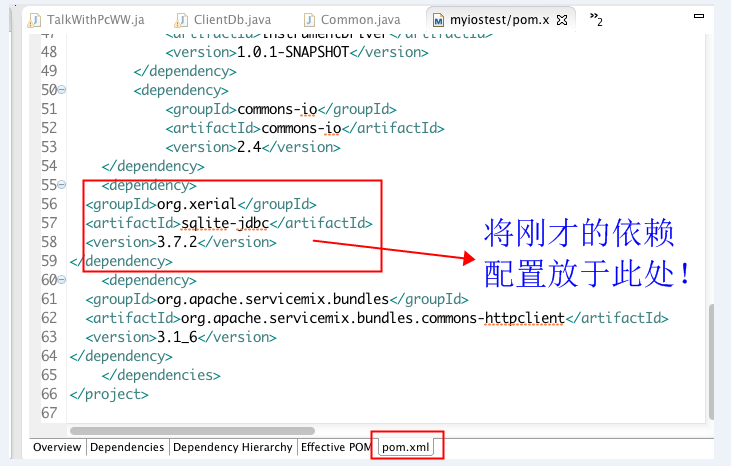 TalkWithPcWW.ja
ClientDb.java
Common.java
myiostest/pom.x
»2
47 <artifactId>InstrumentDriver</artifactId>
48 <version>1.0.1-SNAPSHOT</version>
49 </dependency>
50 <dependency>
51 <groupId>commons-io</groupId>
52 <artifactId>commons-io</artifactId>
53 <version>2.4</version>
54 </dependency>
55 <dependency>
56 <groupId>org.xerial</groupId>
57 <artifactId>sqlite-jdbc</artifactId>
58 <version>3.7.2</version>
59 </dependency>
60 <dependency>
61 <groupId>org.apache.servicemix.bundles</groupId>
62 <artifactId>org.apache.servicemix.bundles.commons-httpclient</artifactId>
63 <version>3.1_6</version>
64 </dependency>
65 </dependencies>
66 </project>
67
将刚才的依赖
配置放于此处！
Overview
Dependencies
Dependency Hierarchy
Effective POM
pom.xml